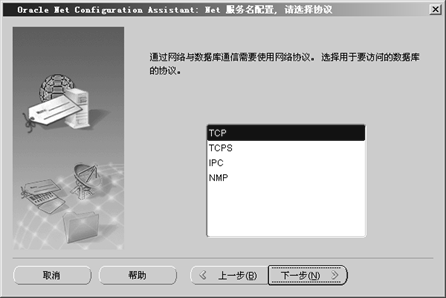 Oracle Net Configuration Assistant: Net 服务名配置, 请选择协议
通过网络与数据库通信需要使用网络协议。选择用于要访问的数据库
的协议。
TCP
TCPS
IPC
NMP
取消
帮助
上一步(B)
下一步(N)